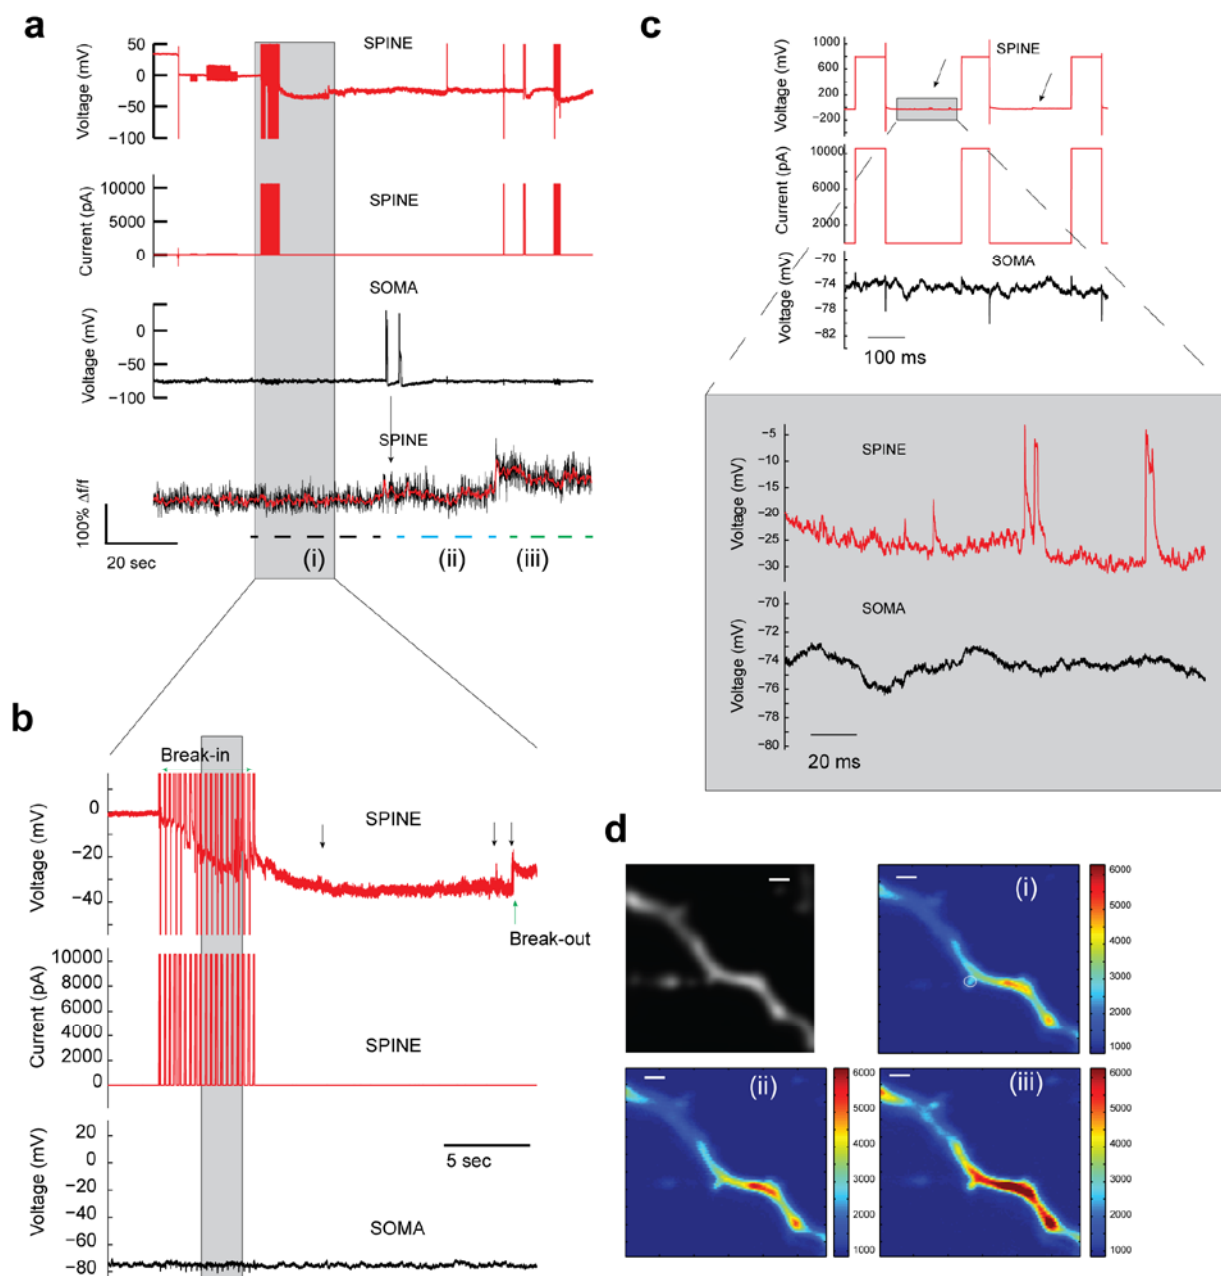 a
SPINE
Voltage (mV)
50
0
−50
−100
SPINE
Current (pA)
10000
5000
0
SOMA
Voltage (mV)
0
−50
−100
SPINE
100% Δf/f
20 sec
(i)
(ii)
(iii)
b
Break-in
SPINE
Voltage (mV)
0
−20
−40
Break-out
Current (pA)
10000
8000
6000
4000
2000
0
SPINE
Voltage (mV)
20
0
−20
−40
−60
−80
5 sec
SOMA
c
SPINE
Voltage (mV)
1000
600
200
−200
Current (pA)
10000
6000
2000
SOMA
Voltage (mV)
−70
−74
−78
−82
100 ms
SPINE
Voltage (mV)
−5
−10
−15
−20
−25
−30
SOMA
Voltage (mV)
−70
−72
−74
−76
−78
−80
20 ms
d
(i)
6000
5000
4000
3000
2000
1000
(ii)
6000
5000
4000
3000
2000
1000
(iii)
6000
5000
4000
3000
2000
1000